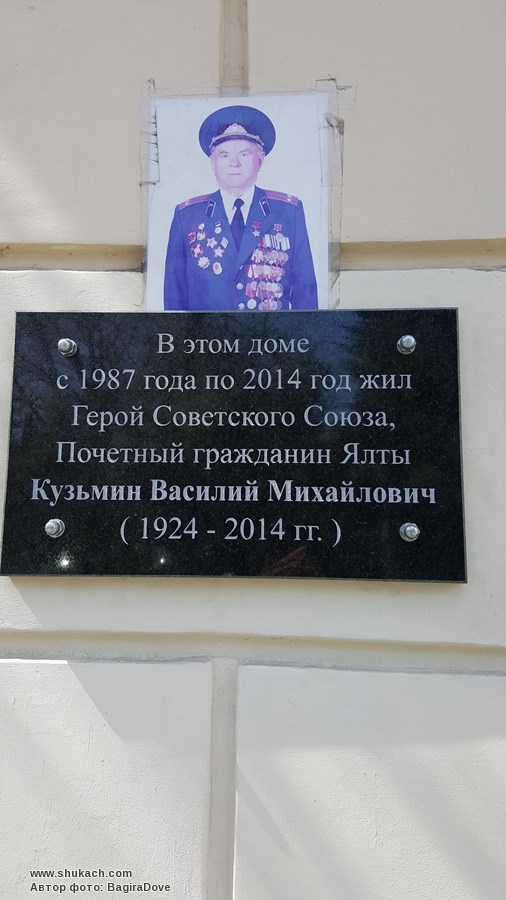 В этом доме
с 1987 года по 2014 год жил
Герой Советского Союза,
Почетный гражданин Ялты
Кузьмин Василий Михайлович
( 1924 - 2014 гг. )
www.shukach.com
Автор фото: BagiraDove